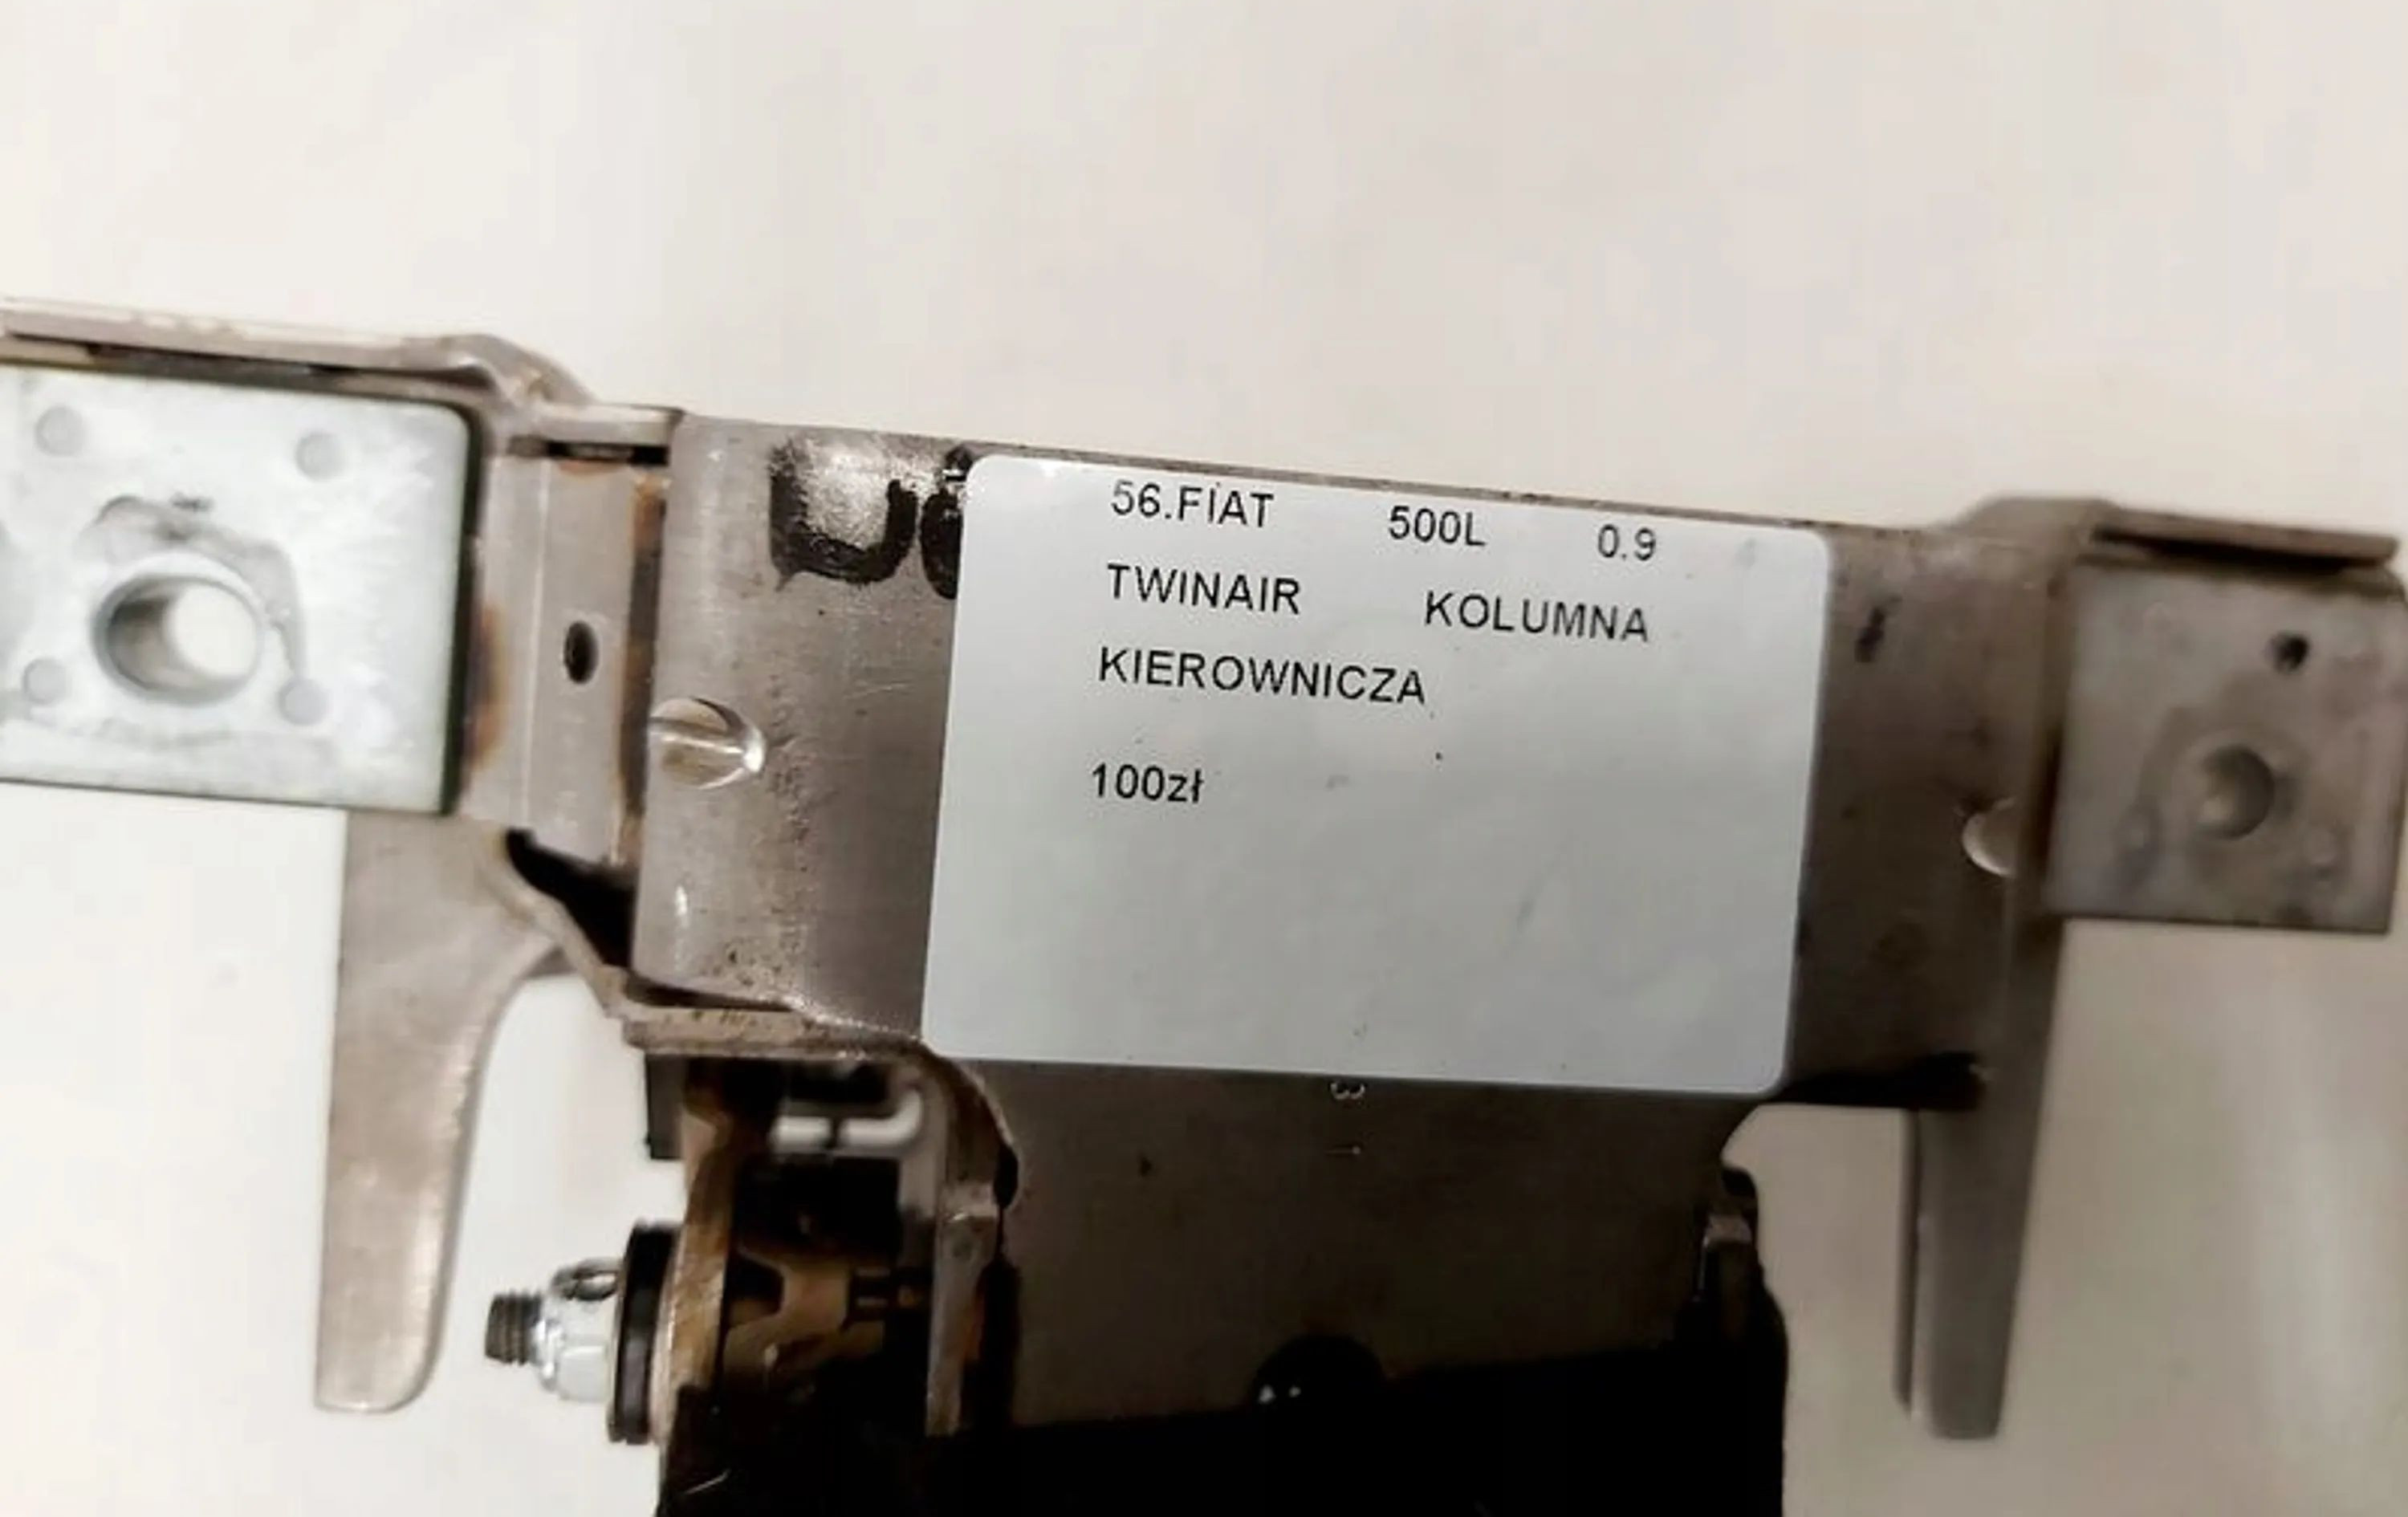 56.FIAT 500L 0.9
TWINAIR KOLUMNA
KIEROWNICZA
100zł